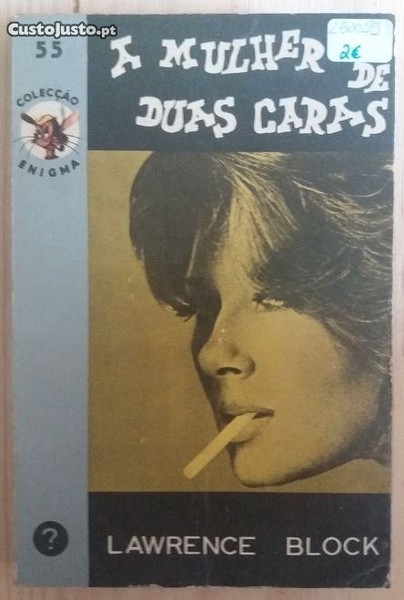 CustoJusto.pt
55
COLECÇÃO
ENIGMA
A MULHER
DE
DUAS CARAS
2€
?
LAWRENCE BLOCK